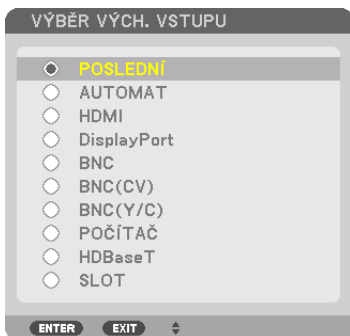 VÝBĚR VÝCH. VSTUPU
POSLEDNÍ
AUTOMAT
HDMI
DisplayPort
BNC
BNC(CV)
BNC(Y/C)
POČÍTAČ
HDBaseT
SLOT
ENTER EXIT